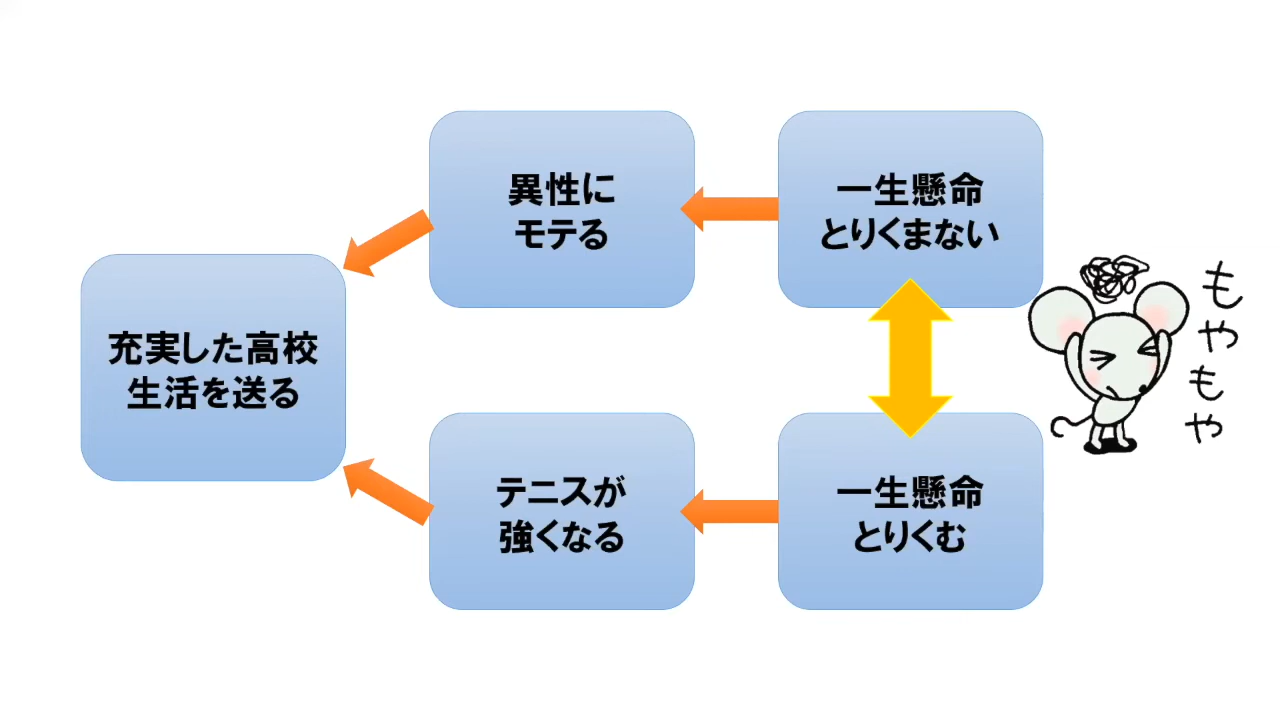 異性に
モテる
一生懸命
とりくまない
充実した高校
生活を送る
テニスが
強くなる
一生懸命
とりくむ
もやもや